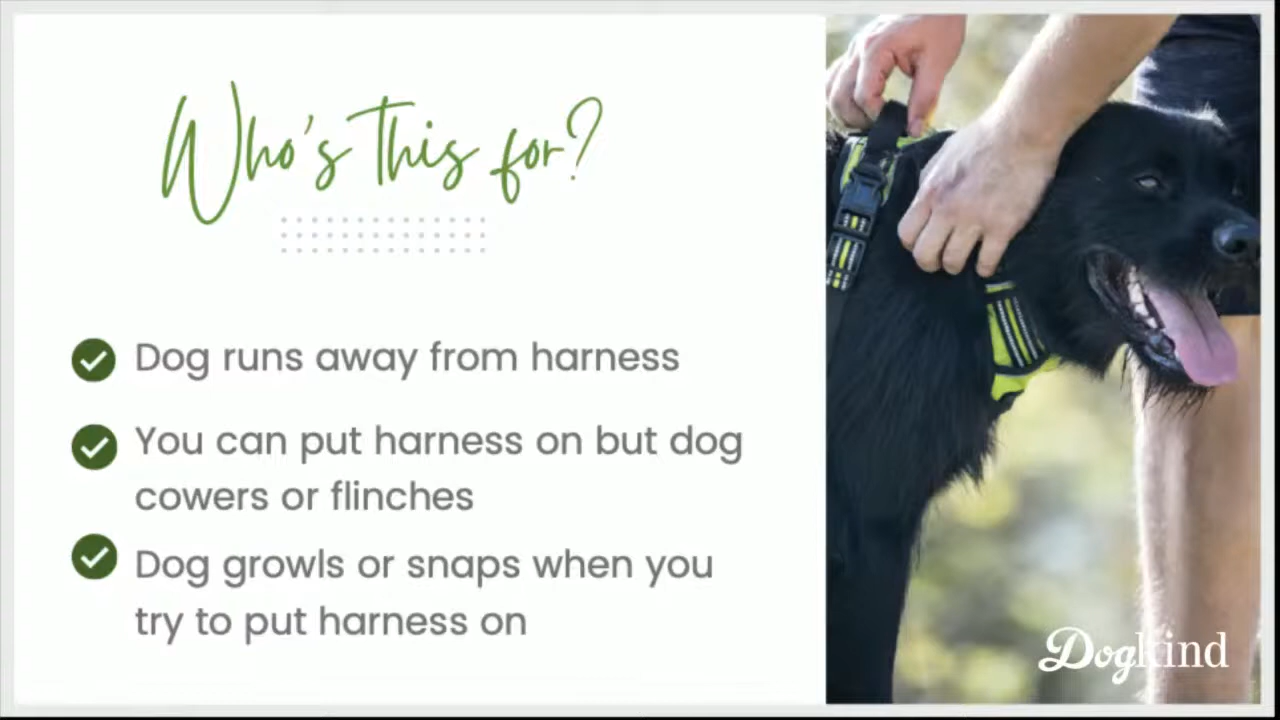 Who's this for?
Dog runs away from harness
You can put harness on but dog
cowers or flinches
Dog growls or snaps when you
try to put harness on
Dogkind